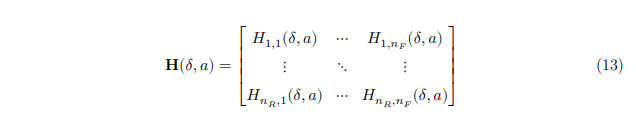 H(δ, a) = [ H_{1,1}(δ, a) ⋯ H_{1,n_F}(δ, a)
⋮ ⋱ ⋮
H_{n_R,1}(δ, a) ⋯ H_{n_R,n_F}(δ, a) ] (13)